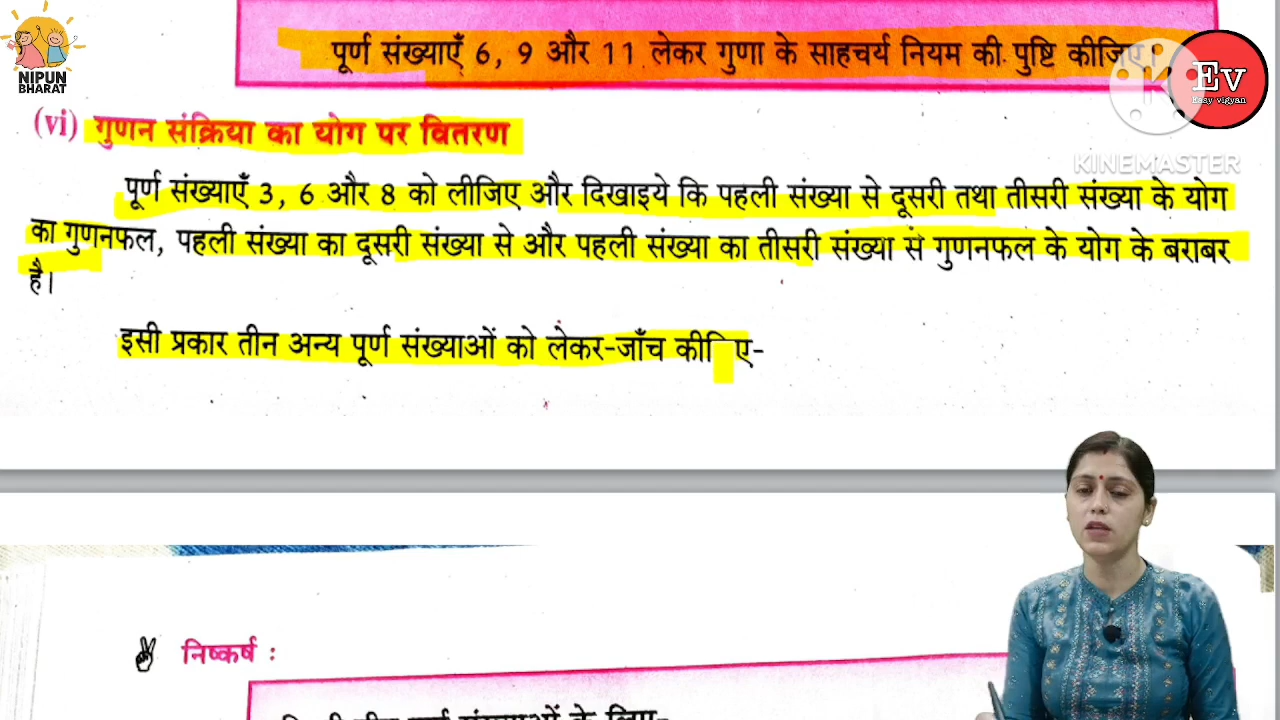 NIPUN
BHARAT
पूर्ण संख्याएँ 6, 9 और 11 लेकर गुणा के साहचर्य नियम की पुष्टि कीजिए।
Ev
Easy vigyan
KINEMASTER
(vi) गुणन संक्रिया का योग पर वितरण
पूर्ण संख्याएँ 3, 6 और 8 को लीजिए और दिखाइये कि पहली संख्या से दूसरी तथा तीसरी संख्या के योग
का गुणनफल, पहली संख्या का दूसरी संख्या से और पहली संख्या का तीसरी संख्या से गुणनफल के योग के बराबर
है।
इसी प्रकार तीन अन्य पूर्ण संख्याओं को लेकर-जाँच कीजिए-
निष्कर्ष :